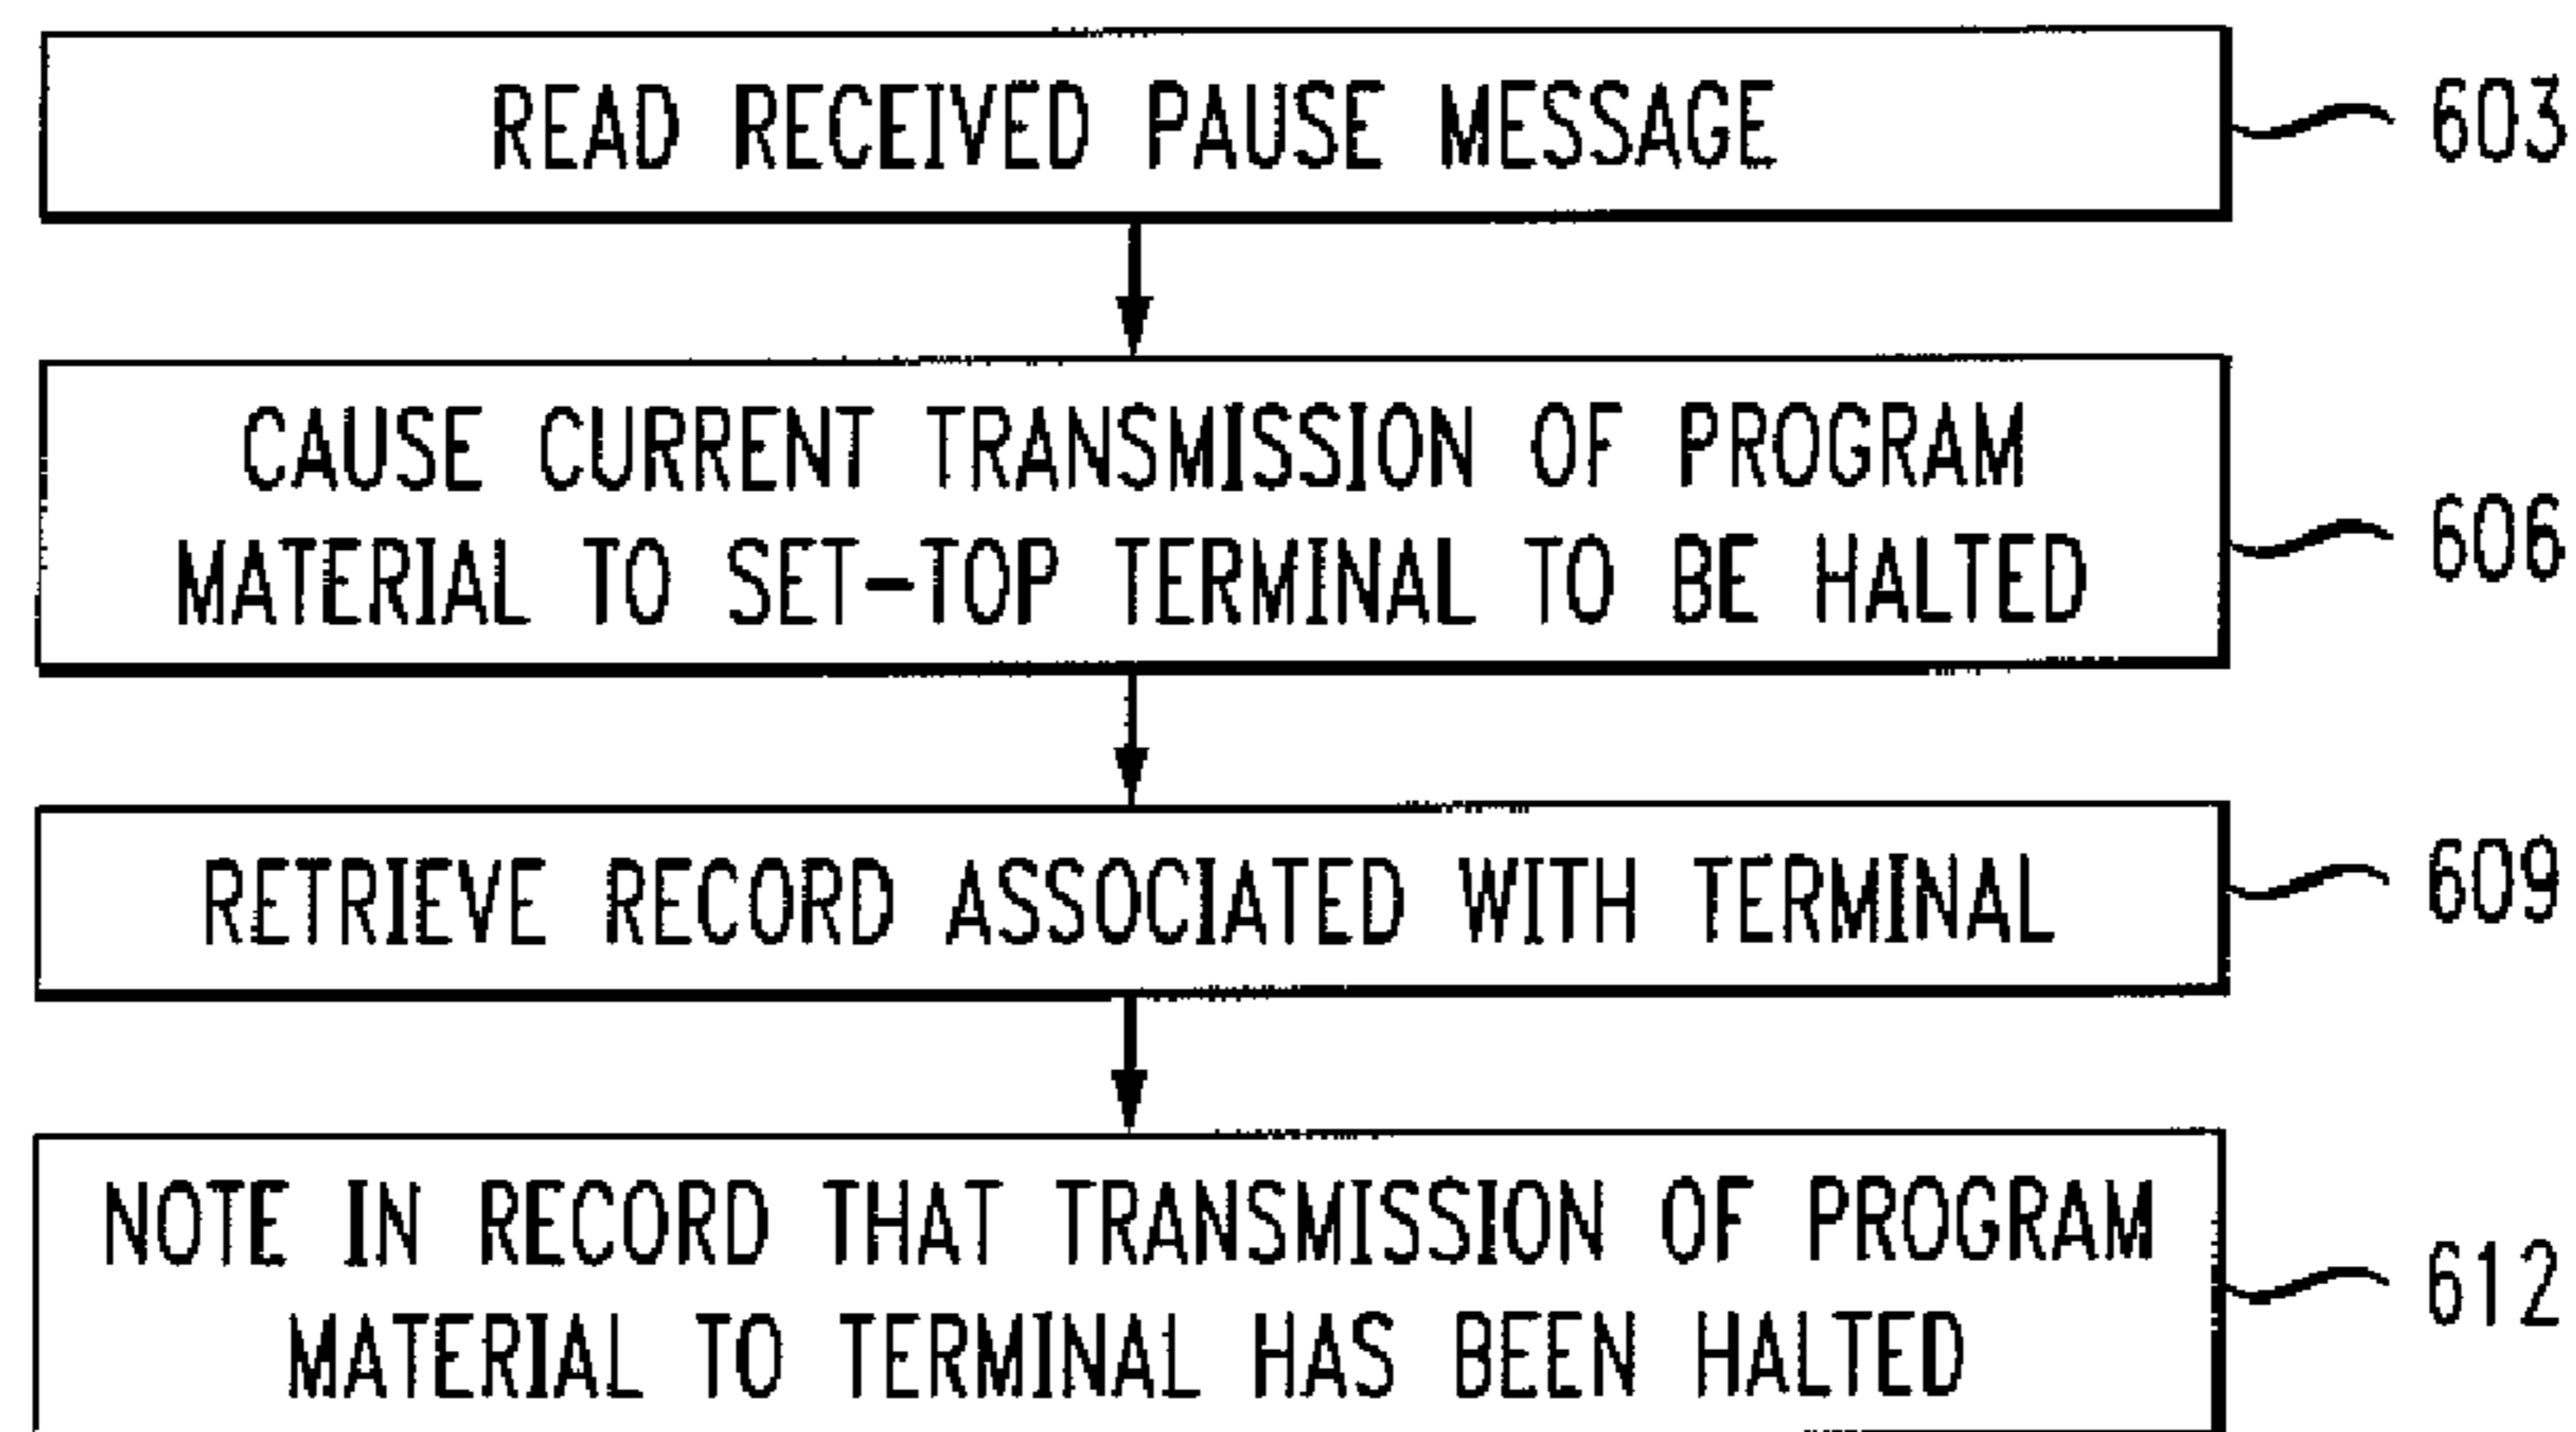 READ RECEIVED PAUSE MESSAGE
603
CAUSE CURRENT TRANSMISSION OF PROGRAM
MATERIAL TO SET-TOP TERMINAL TO BE HALTED
606
RETRIEVE RECORD ASSOCIATED WITH TERMINAL
609
NOTE IN RECORD THAT TRANSMISSION OF PROGRAM
MATERIAL TO TERMINAL HAS BEEN HALTED
612